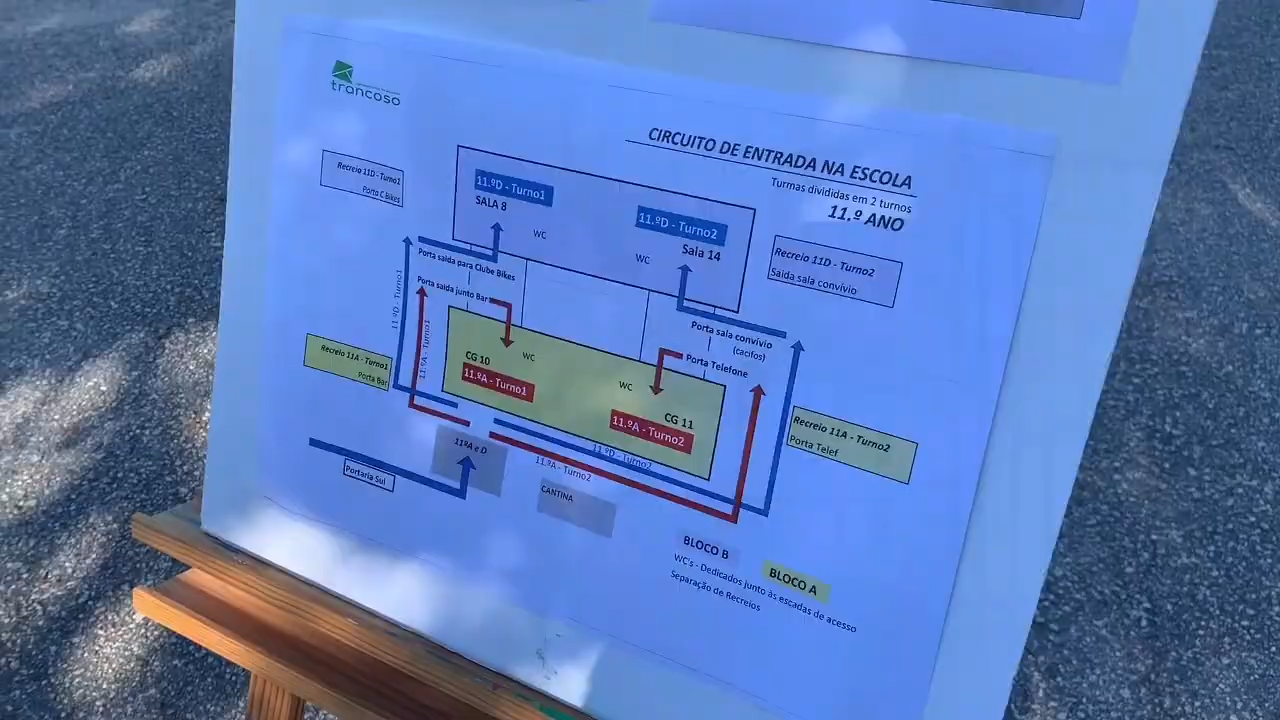 trancoso
CIRCUITO DE ENTRADA NA ESCOLA
Turmas divididas em 2 turnos
11.º ANO
Recreio 11D - Turno1
Porta C Bikes
11.ºD - Turno1
SALA 8
WC
11.ºD - Turno2
Sala 14
WC
Recreio 11D - Turno2
Saida sala convívio
Porta saida para Clube Bikes
Porta saida junto Bar
11.ºD - Turno1
11.ºA - Turno1
Porta sala convívio
(cacifos)
Porta Telefone
WC
CG 10
11.ºA - Turno1
WC
CG 11
11.ºA - Turno2
Recreio 11A - Turno1
Porta Bar
Recreio 11A - Turno2
Porta Telef
11ºA e D
11.ºD - Turno2
11.ºA - Turno2
Portaria Sul
CANTINA
BLOCO B
BLOCO A
WC's - Dedicados junto às escadas de acesso
Separação de Recreios